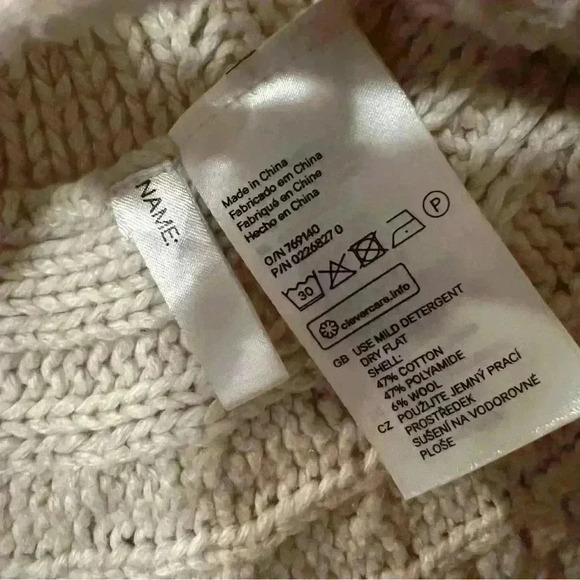 NAME:
Made in China
Fabricado em China
Fabriqué en Chine
Hecho en China
O/N 769140
P/N 0226827 0
30
P
clevercare.info
GB USE MILD DETERGENT
DRY FLAT
SHELL:
47% COTTON
47% POLYAMIDE
6% WOOL
CZ POUŽIJTE JEMNÝ PRACÍ
PROSTŘEDEK
SUŠENÍ NA VODOROVNÉ
PLOŠE